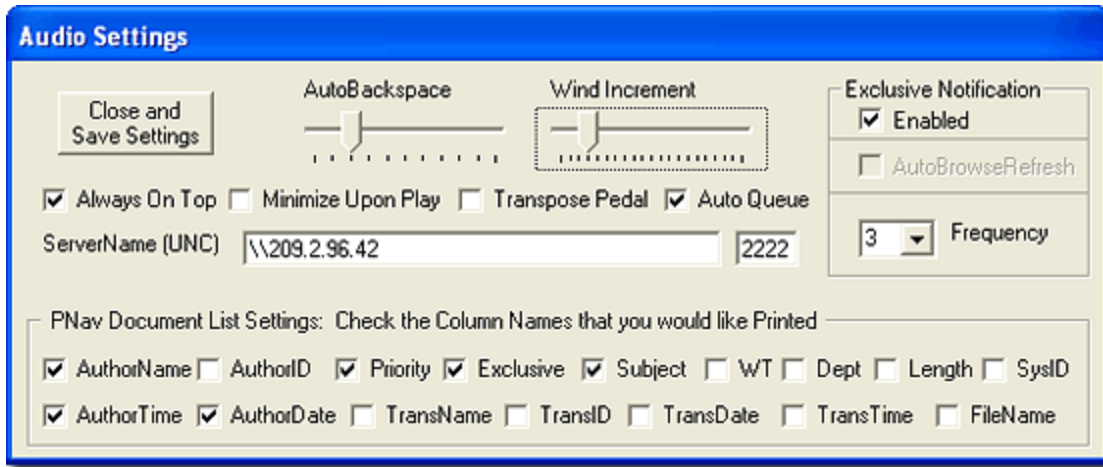 Audio Settings
Close and
Save Settings
AutoBackspace
Wind Increment
Exclusive Notification
Enabled
AutoBrowseRefresh
Always On Top Minimize Upon Play Transpose Pedal Auto Queue
3 Frequency
ServerName (UNC) \\209.2.96.42 2222
PNav Document List Settings: Check the Column Names that you would like Printed
AuthorName AuthorID Priority Exclusive Subject WT Dept Length SysID
AuthorTime AuthorDate TransName TransID TransDate TransTime FileName